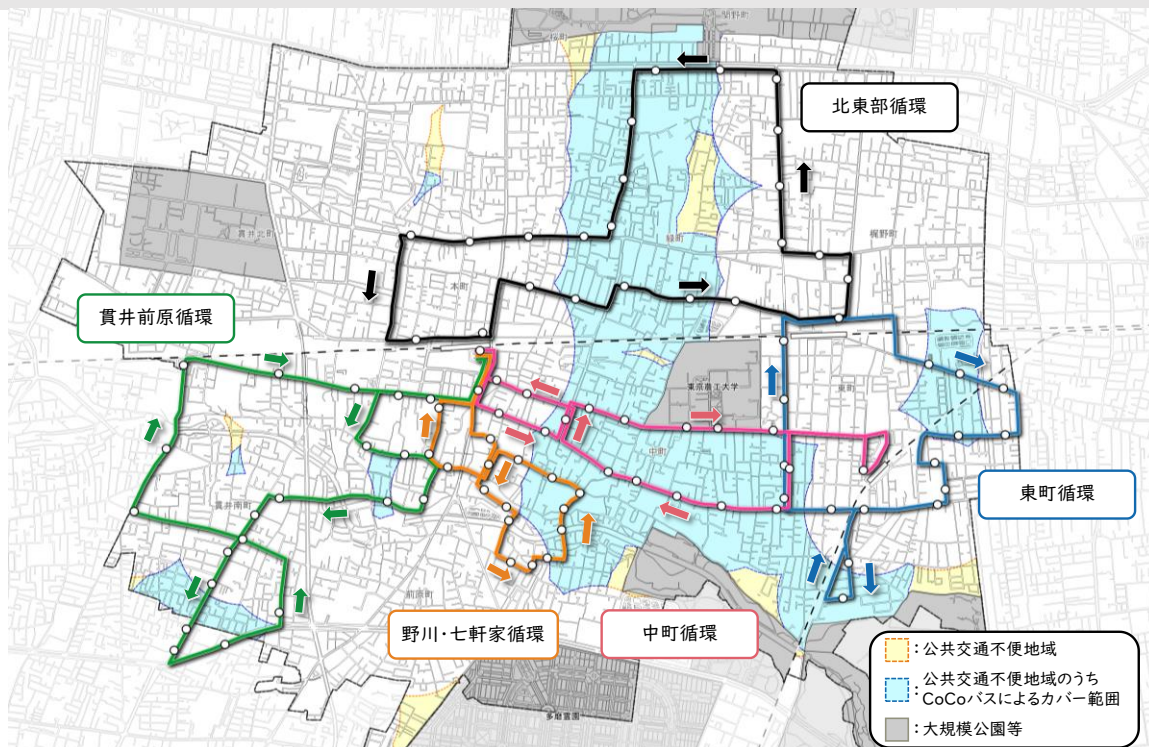 関野町
桜町
北東部循環
貫井北町
緑町
梶野町
本町
貫井前原循環
東京農工大学
東町
中町
貫井南町
東町循環
前原町
野川・七軒家循環
中町循環
多磨霊園
:公共交通不便地域
:公共交通不便地域のうち
CoCoバスによるカバー範囲
:大規模公園等